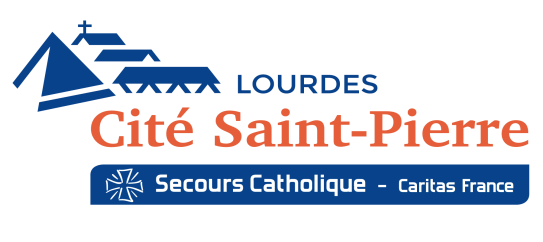 LOURDES
Cité Saint-Pierre
Secours Catholique - Caritas France